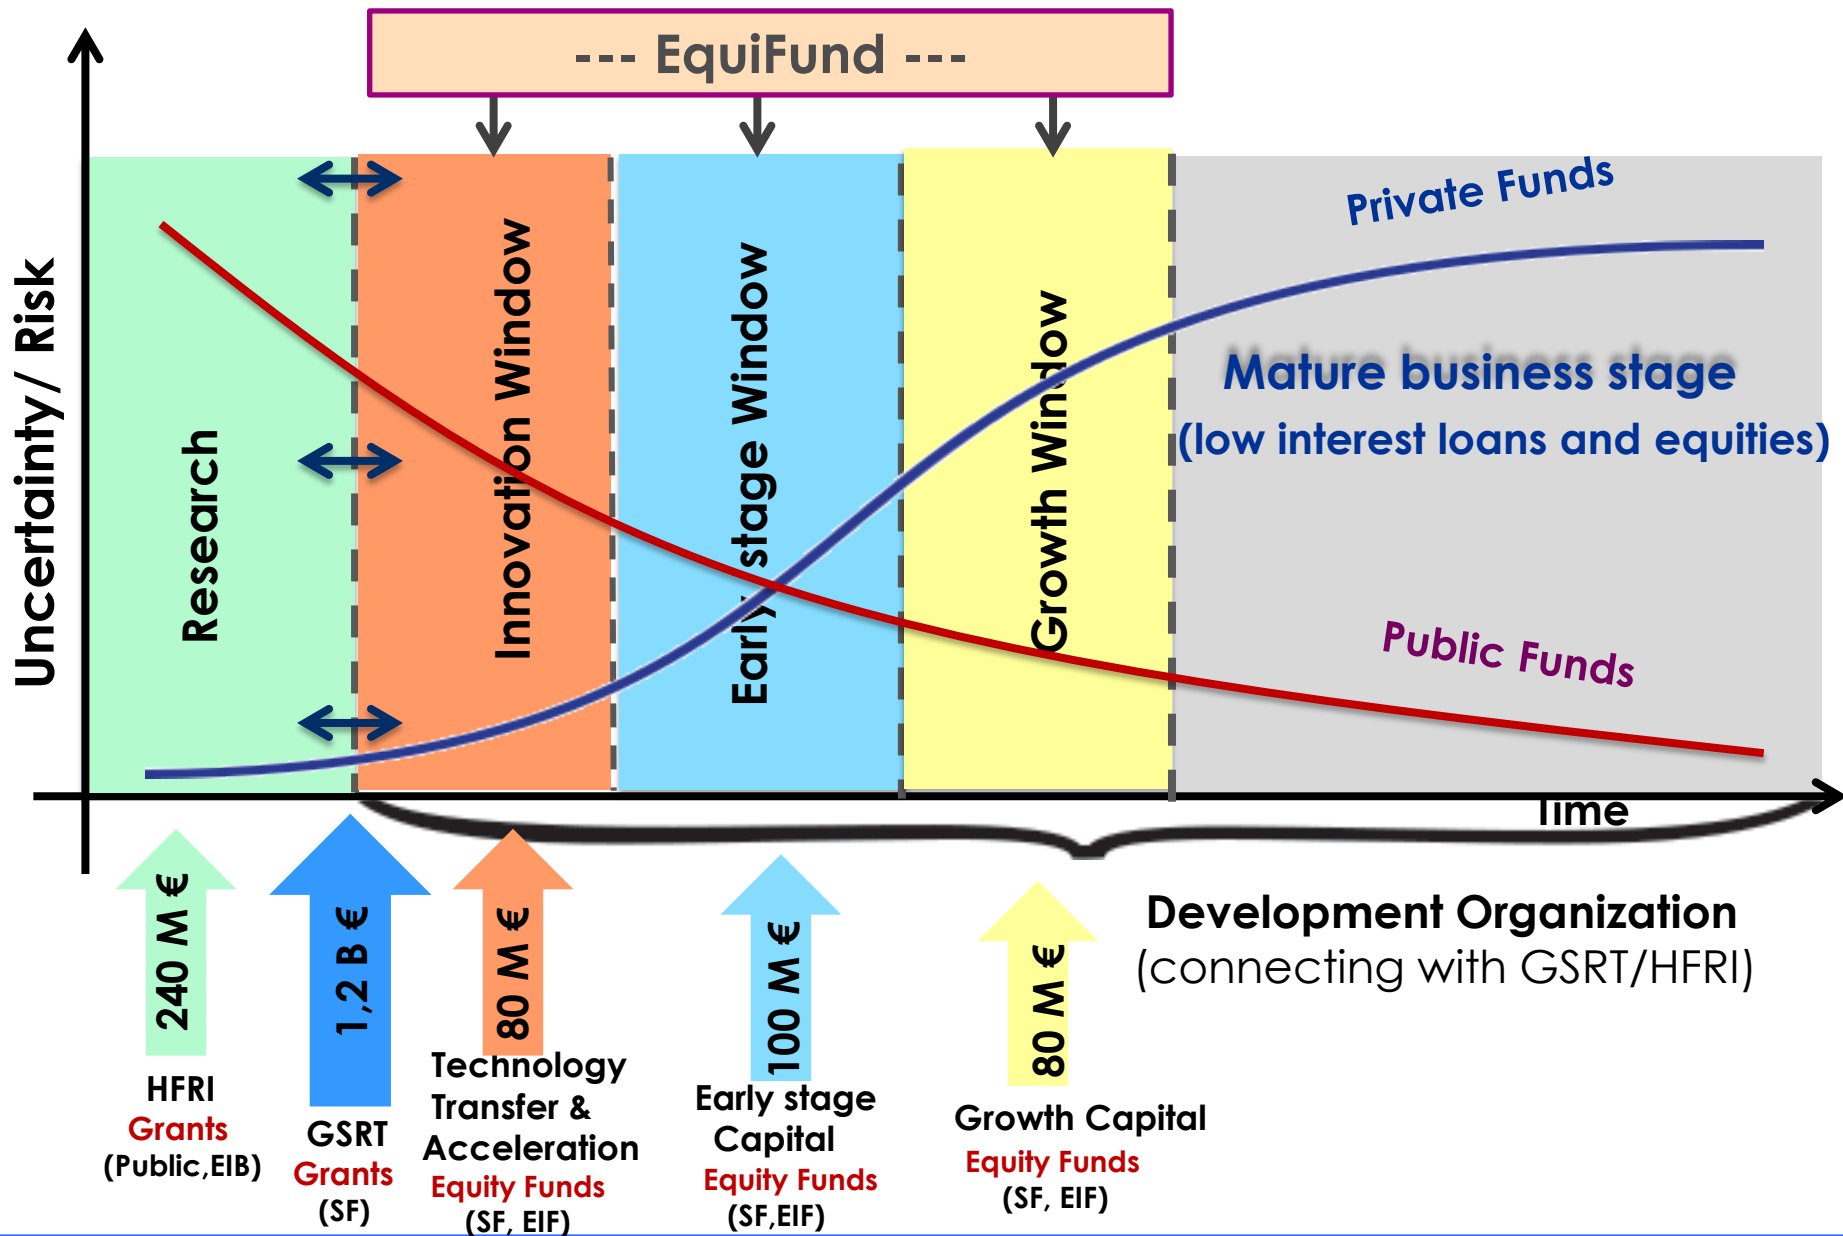 --- EquiFund ---
Uncertainty/ Risk
Research
Innovation Window
Early stage Window
Growth Window
Private Funds
Mature business stage
(low interest loans and equities)
Public Funds
Time
240 M €
1,2 B €
80 M €
100 M €
80 M €
Development Organization
(connecting with GSRT/HFRI)
HFRI
Grants
(Public,EIB)
GSRT
Grants
(SF)
Technology
Transfer &
Acceleration
Equity Funds
(SF, EIF)
Early stage
Capital
Equity Funds
(SF,EIF)
Growth Capital
Equity Funds
(SF, EIF)